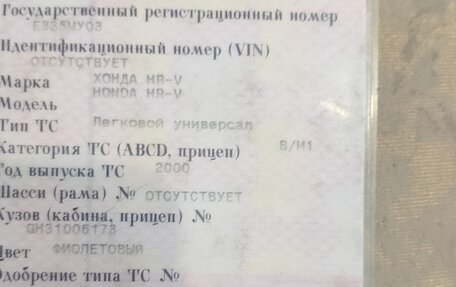 Государственный регистрационный номер
Е335МУ03
Идентификационный номер (VIN)
ОТСУТСТВУЕТ
Марка ХОНДА HR-V
Модель HONDA HR-V
Тип ТС Легковой универсал
Категория ТС (ABCD, прицеп) В/М1
Год выпуска ТС 2000
Шасси (рама) № ОТСУТСТВУЕТ
Кузов (кабина, прицеп) №
GH31006173
Цвет ФИОЛЕТОВЫЙ
Одобрение типа ТС №